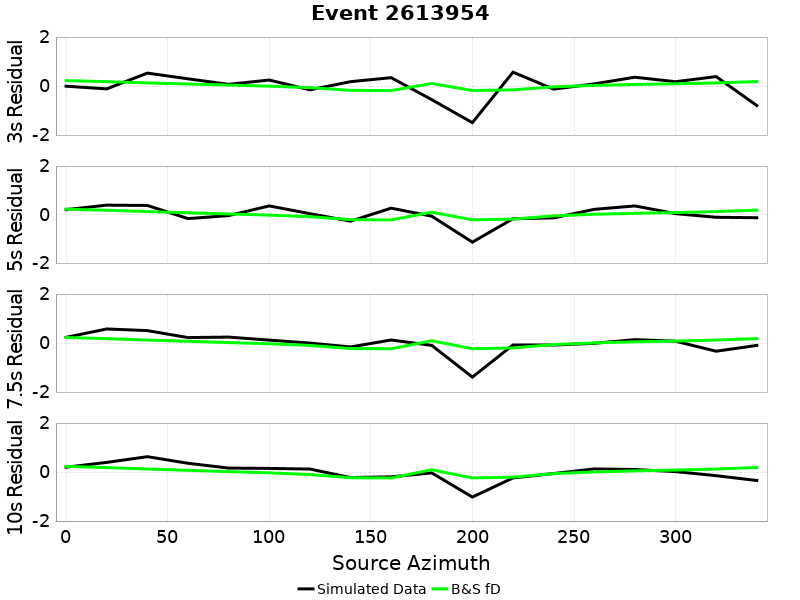 Event 2613954
3s Residual
2
0
-2
5s Residual
2
0
-2
7.5s Residual
2
0
-2
10s Residual
2
0
-2
0 50 100 150 200 250 300
Source Azimuth
Simulated Data B&S fD